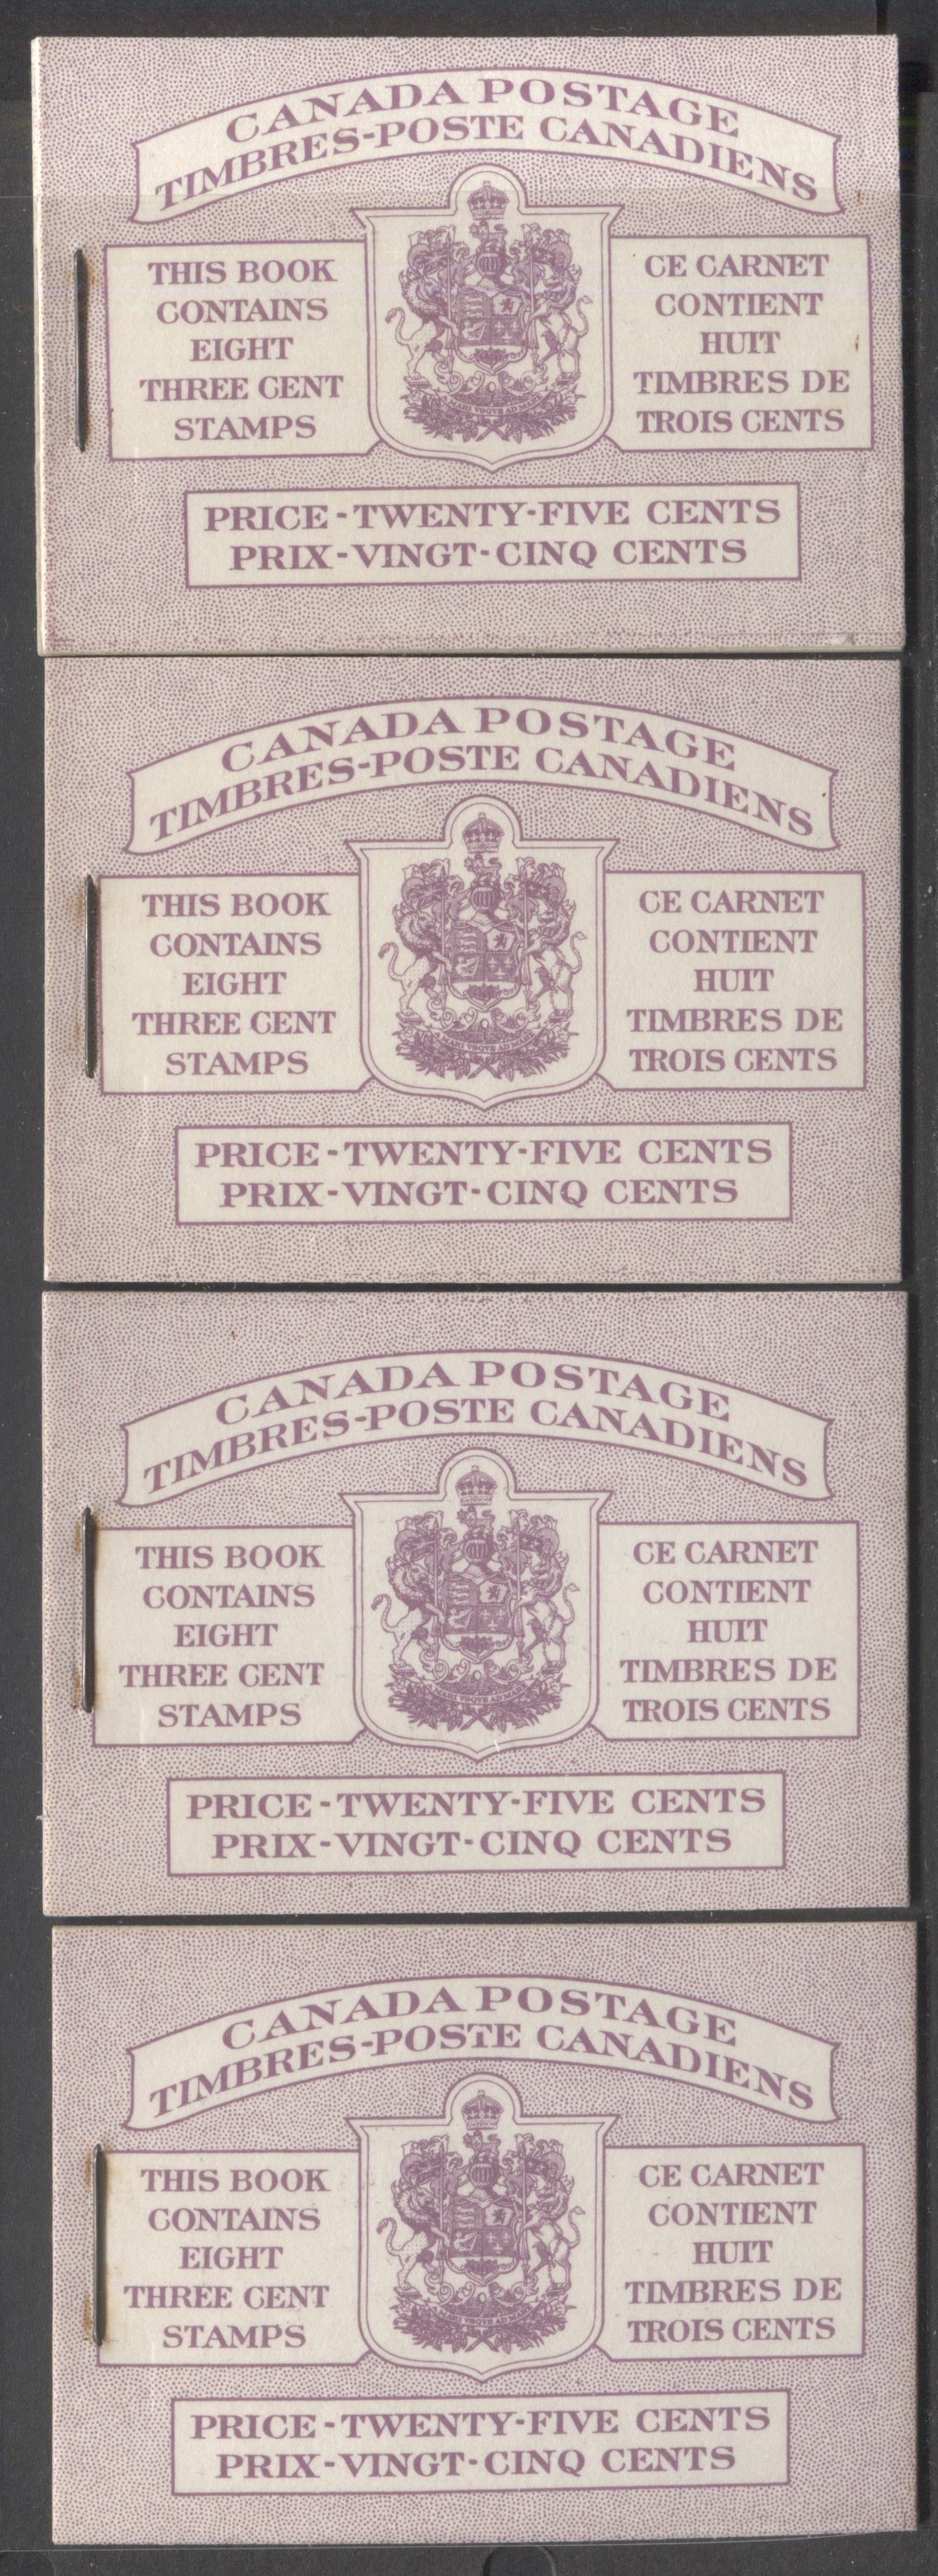 CANADA POSTAGE
TIMBRES-POSTE CANADIENS
THIS BOOK
CONTAINS
EIGHT
THREE CENT
STAMPS
CE CARNET
CONTIENT
HUIT
TIMBRES DE
TROIS CENTS
PRICE - TWENTY-FIVE CENTS
PRIX - VINGT - CINQ CENTS
CANADA POSTAGE
TIMBRES-POSTE CANADIENS
THIS BOOK
CONTAINS
EIGHT
THREE CENT
STAMPS
CE CARNET
CONTIENT
HUIT
TIMBRES DE
TROIS CENTS
PRICE - TWENTY-FIVE CENTS
PRIX - VINGT - CINQ CENTS
CANADA POSTAGE
TIMBRES-POSTE CANADIENS
THIS BOOK
CONTAINS
EIGHT
THREE CENT
STAMPS
CE CARNET
CONTIENT
HUIT
TIMBRES DE
TROIS CENTS
PRICE - TWENTY-FIVE CENTS
PRIX - VINGT - CINQ CENTS
CANADA POSTAGE
TIMBRES-POSTE CANADIENS
THIS BOOK
CONTAINS
EIGHT
THREE CENT
STAMPS
CE CARNET
CONTIENT
HUIT
TIMBRES DE
TROIS CENTS
PRICE - TWENTY-FIVE CENTS
PRIX - VINGT - CINQ CENTS